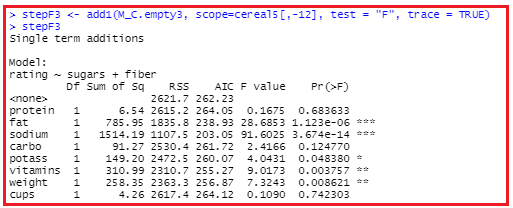 > stepF3 <- add1(M_C.empty3, scope=cereal5[,-12], test = "F", trace = TRUE)
> stepF3
Single term additions
Model:
rating ~ sugars + fiber
Df Sum of Sq RSS AIC F value Pr(>F)
<none> 2621.7 262.23
protein 1 6.54 2615.2 264.05 0.1675 0.683633
fat 1 785.95 1835.8 238.93 28.6853 1.123e-06 ***
sodium 1 1514.19 1107.5 203.05 91.6025 3.674e-14 ***
carbo 1 91.27 2530.4 261.72 2.4166 0.124770
potass 1 149.20 2472.5 260.07 4.0431 0.048380 *
vitamins 1 310.99 2310.7 255.27 9.0173 0.003757 **
weight 1 258.35 2363.3 256.87 7.3243 0.008621 **
cups 1 4.26 2617.4 264.12 0.1090 0.742303